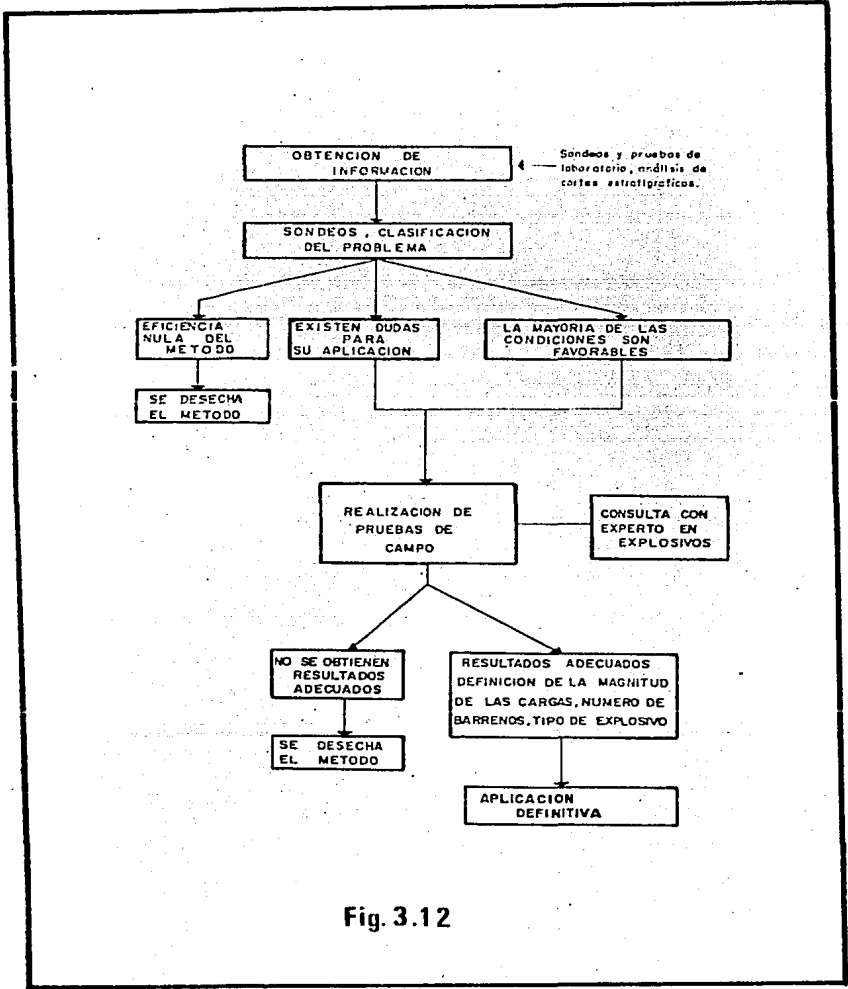 OBTENCION DE
INFORMACION
Sondeos y pruebas de
laboratorio, análisis de
cortes estratigráficos.
SONDEOS, CLASIFICACION
DEL PROBLEMA
EFICIENCIA
NULA DEL
METODO
EXISTEN DUDAS
PARA
SU APLICACION
LA MAYORIA DE LAS
CONDICIONES SON
FAVORABLES
SE DESECHA
EL METODO
REALIZACION DE
PRUEBAS DE
CAMPO
CONSULTA CON
EXPERTO EN
EXPLOSIVOS
NO SE OBTIENEN
RESULTADOS
ADECUADOS
RESULTADOS ADECUADOS
DEFINICION DE LA MAGNITUD
DE LAS CARGAS, NUMERO DE
BARRENOS, TIPO DE EXPLOSIVO
SE DESECHA
EL METODO
APLICACION
DEFINITIVA
Fig. 3.12